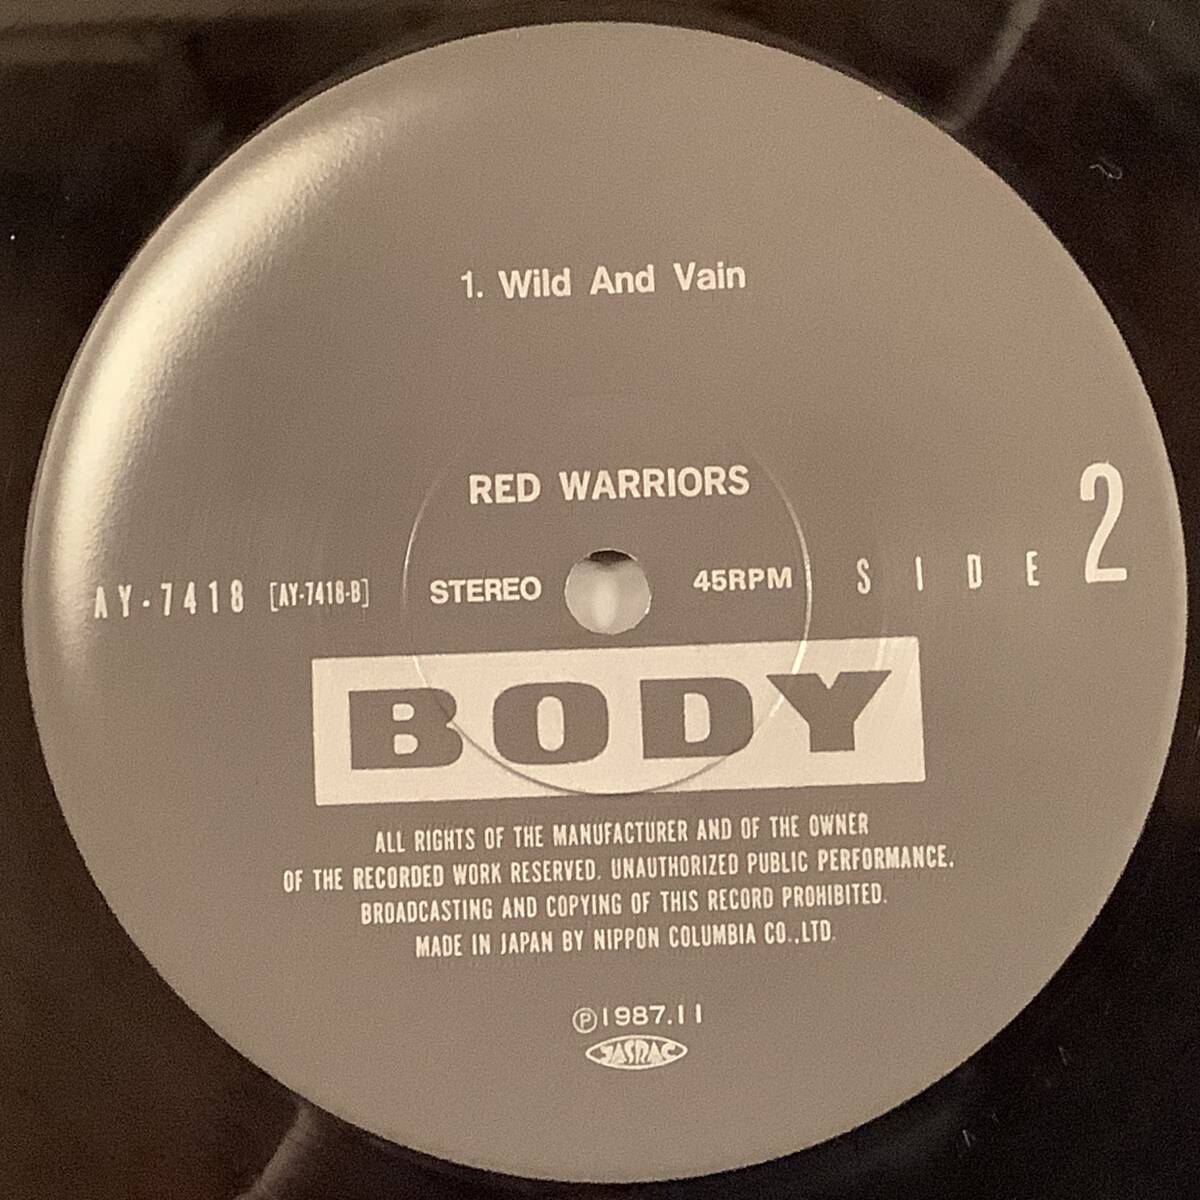 1. Wild And Vain
RED WARRIORS
AY-7418 [AY-7418-B] STEREO 45RPM SIDE 2
BODY
ALL RIGHTS OF THE MANUFACTURER AND OF THE OWNER
OF THE RECORDED WORK RESERVED. UNAUTHORIZED PUBLIC PERFORMANCE.
BROADCASTING AND COPYING OF THIS RECORD PROHIBITED.
MADE IN JAPAN BY NIPPON COLUMBIA CO.,LTD.
Ⓟ1987.11
JASRAC